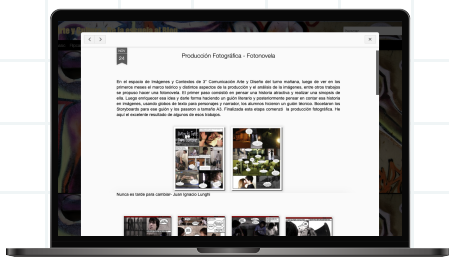 24
Producción Fotográfica - Fotonovela
En el espacio de Imágenes y Contextos de 3° Comunicación Arte y Diseño del turno mañana, luego de ver en los
primeros meses el marco teórico y distintos aspectos de la producción y el análisis de la imágenes, entre otros trabajos
se propuso hacer una fotonovela. El primer paso consistió en pensar una historia atractiva y realizar una sinopsis de
ella. Luego enriquecer esa idea y darle forma haciendo un guión literario y posteriormente pensar en contar esa historia
en imágenes, usando globos de texto para personajes y narrador, los alumnos hicieron un guión técnico. Bocetaron los
Storyboards para ese guión y los pasaron a tamaño A3. Finalizada esta etapa comenzó la producción fotográfica. He
aquí el excelente resultado de algunos de esos trabajos.
Nunca es tarde para cambiar- Juan Ignacio Lunghi